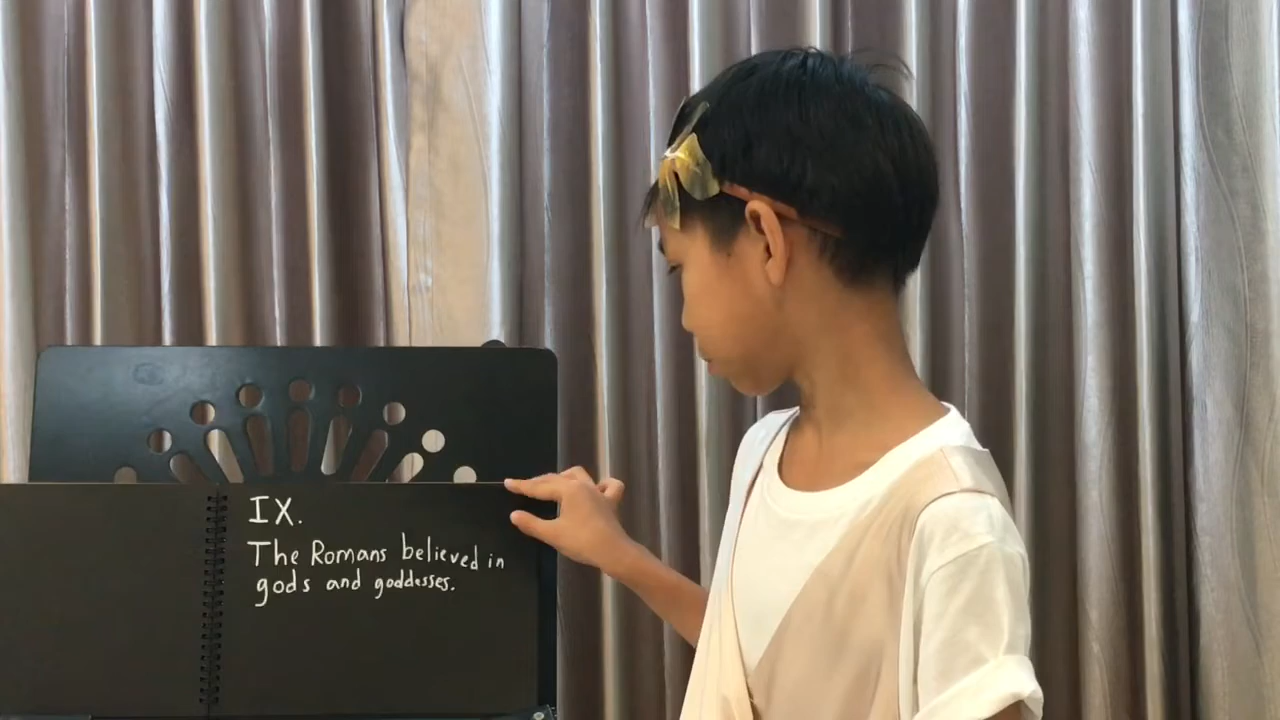 IX.
The Romans believed in
gods and goddesses.